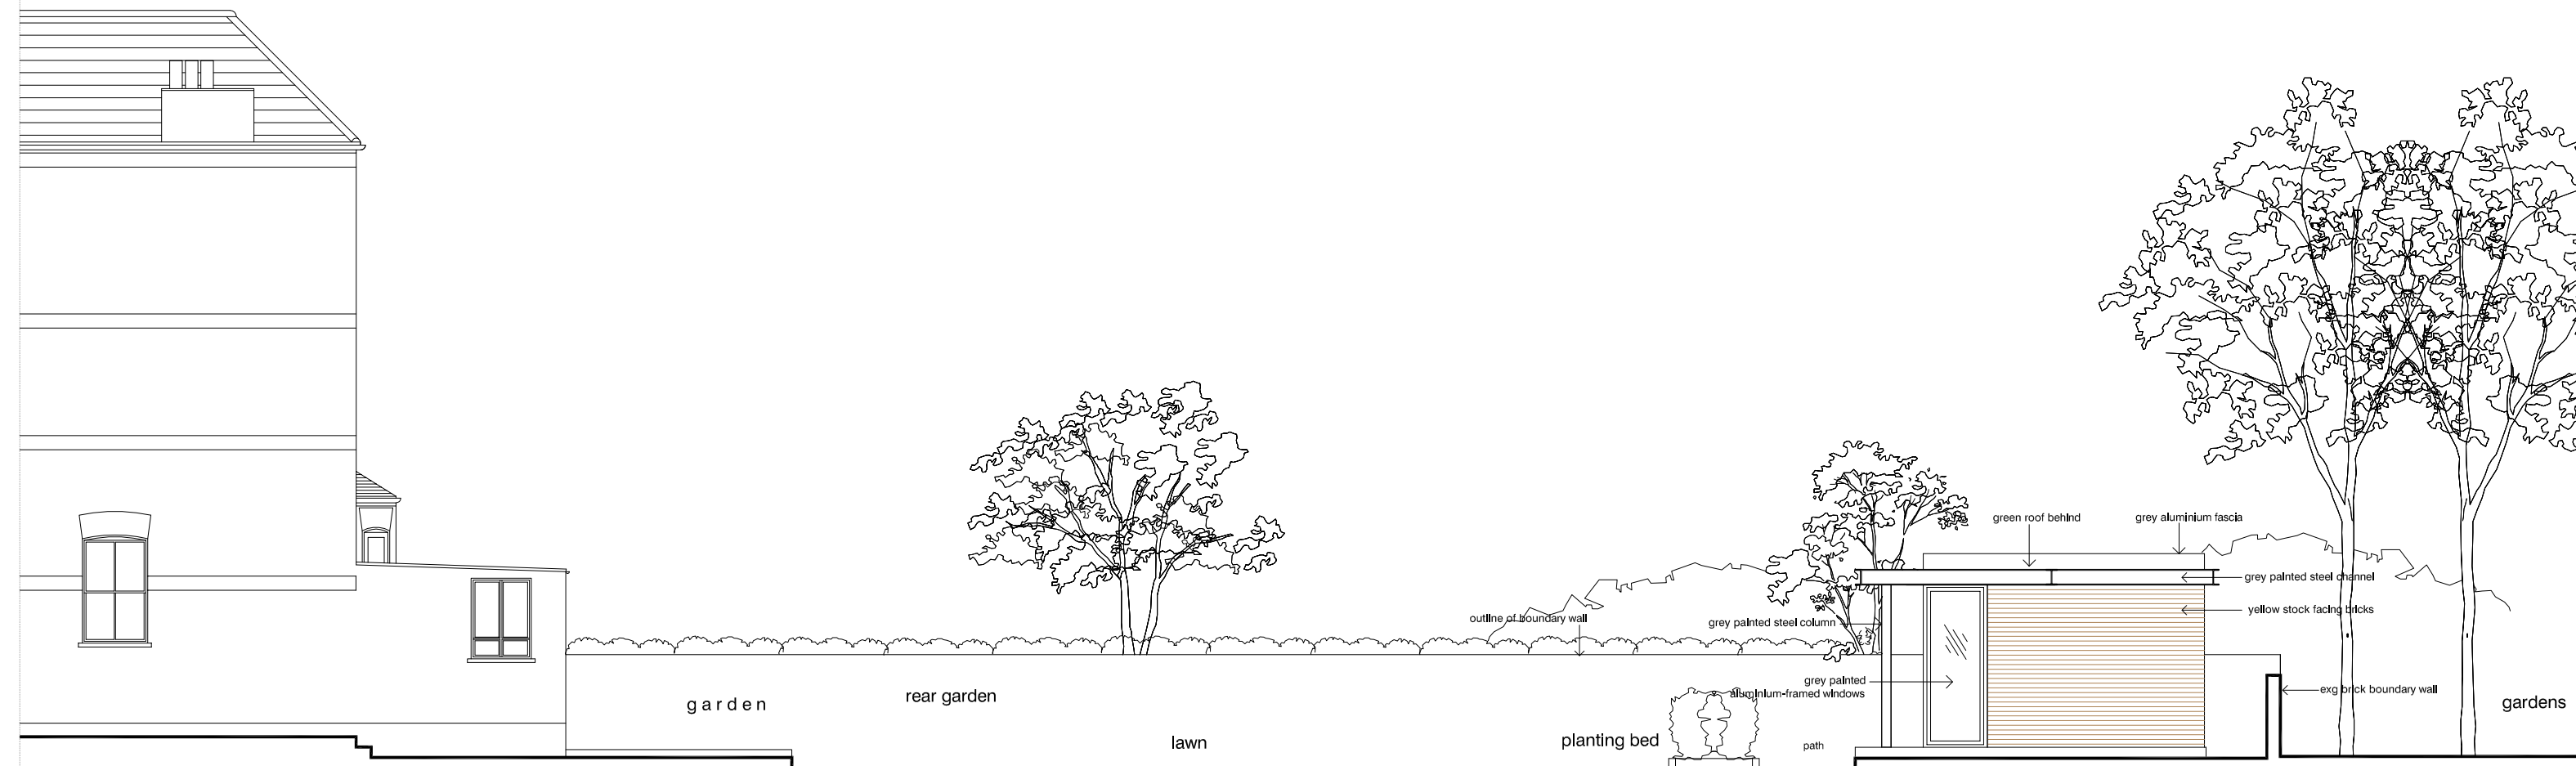 green roof behind
grey aluminium fascia
grey painted steel channel
yellow stock facing bricks
outline of boundary wall
grey painted steel column
grey painted
aluminium-framed windows
exg brick boundary wall
garden
rear garden
gardens
lawn
planting bed
path